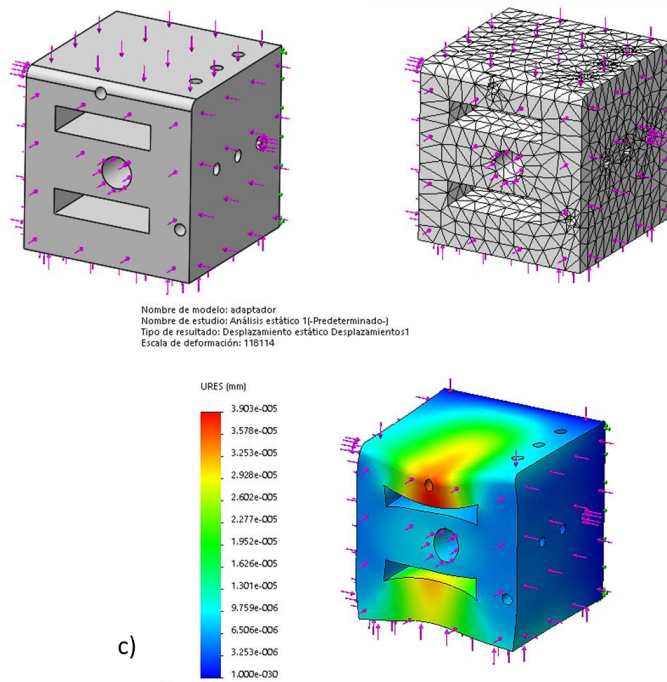 Nombre de modelo: adaptador
Nombre de estudio: Análisis estático 1(-Predeterminado-)
Tipo de resultado: Desplazamiento estático Desplazamientos1
Escala de deformación: 118114
URES (mm)
3.903e-005
3.578e-005
3.253e-005
2.928e-005
2.602e-005
2.277e-005
1.952e-005
1.626e-005
1.301e-005
9.759e-006
6.506e-006
3.253e-006
1.000e-030
c)